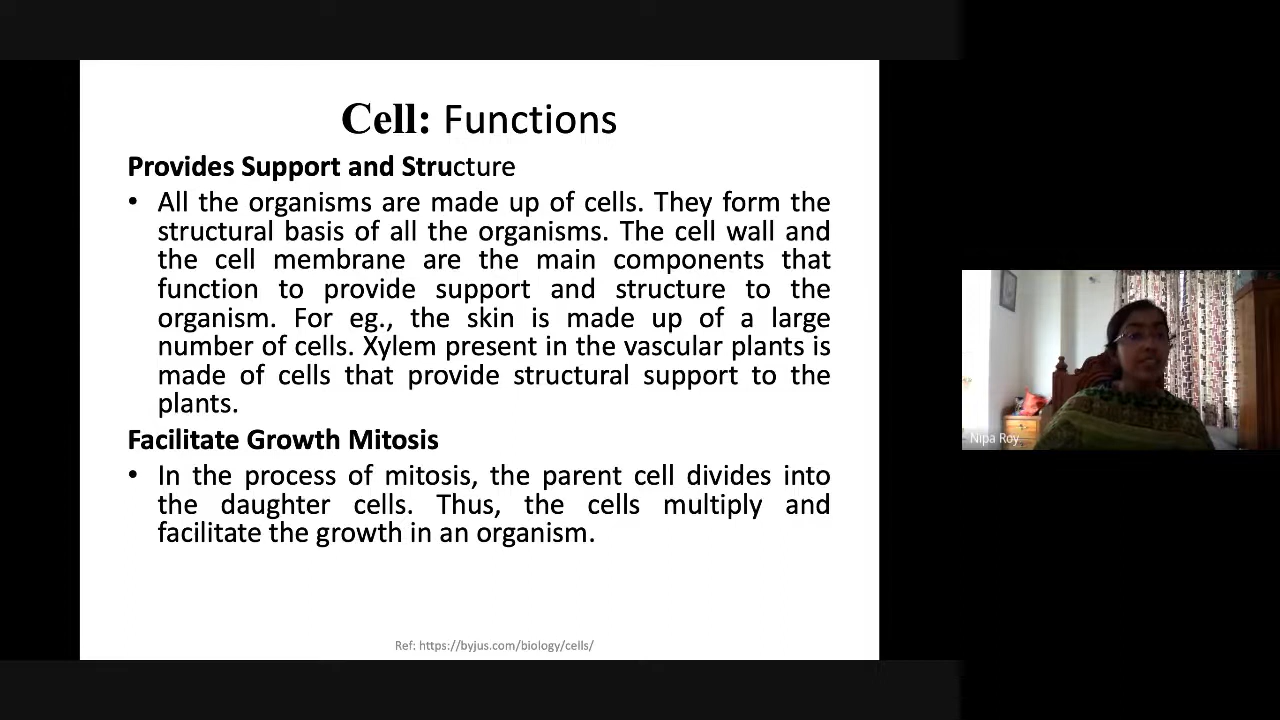 Cell: Functions
Provides Support and Structure
• All the organisms are made up of cells. They form the
structural basis of all the organisms. The cell wall and
the cell membrane are the main components that
function to provide support and structure to the
organism. For eg., the skin is made up of a large
number of cells. Xylem present in the vascular plants is
made of cells that provide structural support to the
plants.
Facilitate Growth Mitosis
• In the process of mitosis, the parent cell divides into
the daughter cells. Thus, the cells multiply and
facilitate the growth in an organism.
Ref: https://byjus.com/biology/cells/
Nipa Roy